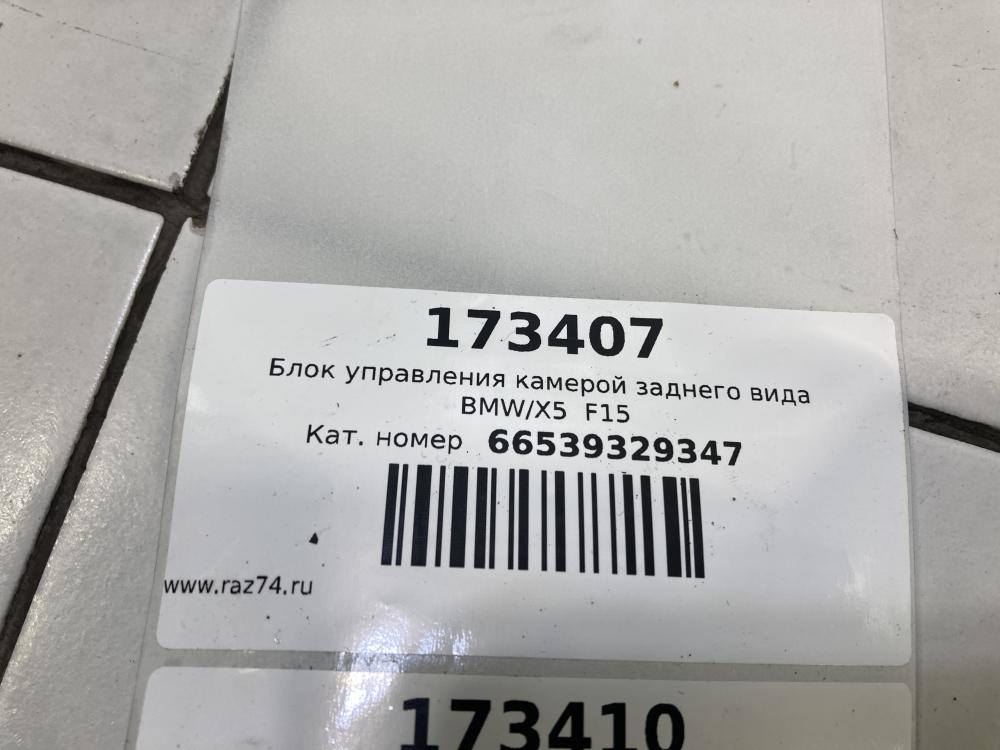 173407
Блок управления камерой заднего вида
BMW/X5 F15
Кат. номер 66539329347
www.raz74.ru
173410